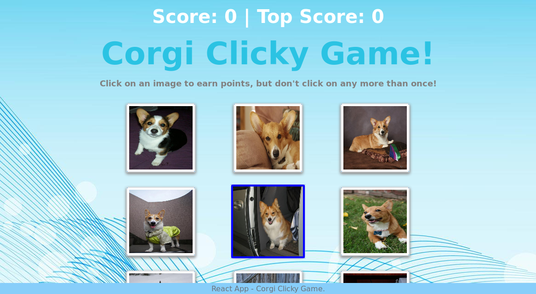 Score: 0 | Top Score: 0
Corgi Clicky Game!
Click on an image to earn points, but don't click on any more than once!
React App - Corgi Clicky Game.